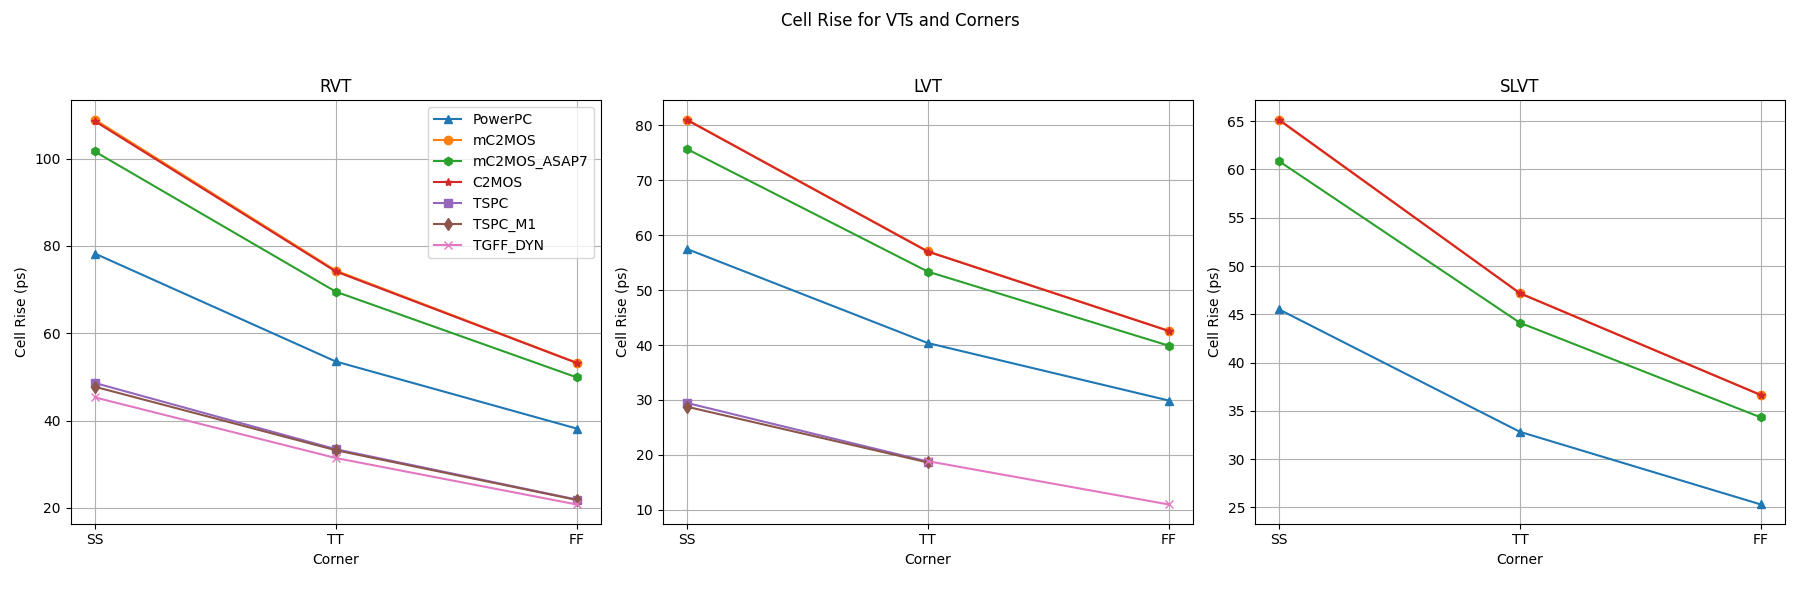 Cell Rise for VTs and Corners
RVT
Cell Rise (ps)
100
80
60
40
20
SS
TT
FF
Corner
PowerPC
mC2MOS
mC2MOS_ASAP7
C2MOS
TSPC
TSPC_M1
TGFF_DYN
LVT
Cell Rise (ps)
80
70
60
50
40
30
20
10
SS
TT
FF
Corner
SLVT
Cell Rise (ps)
65
60
55
50
45
40
35
30
25
SS
TT
FF
Corner